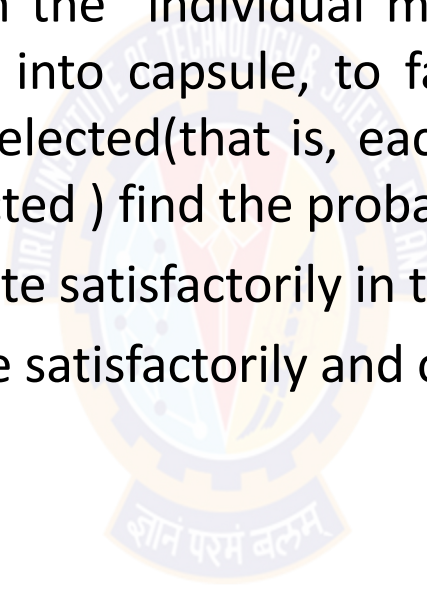 the individual m
into capsule, to fa
elected(that is, eac
ted ) find the proba
te satisfactorily in t
e satisfactorily and
ज्ञानं परमं बलम्